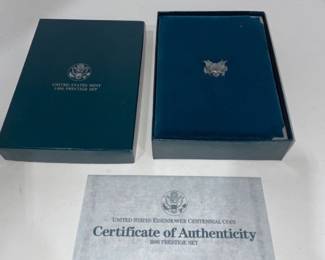 UNITED STATES MINT
1990 PRESTIGE SET
UNITED STATES EISENHOWER CENTENNIAL COIN
Certificate of Authenticity
1990 PRESTIGE SET